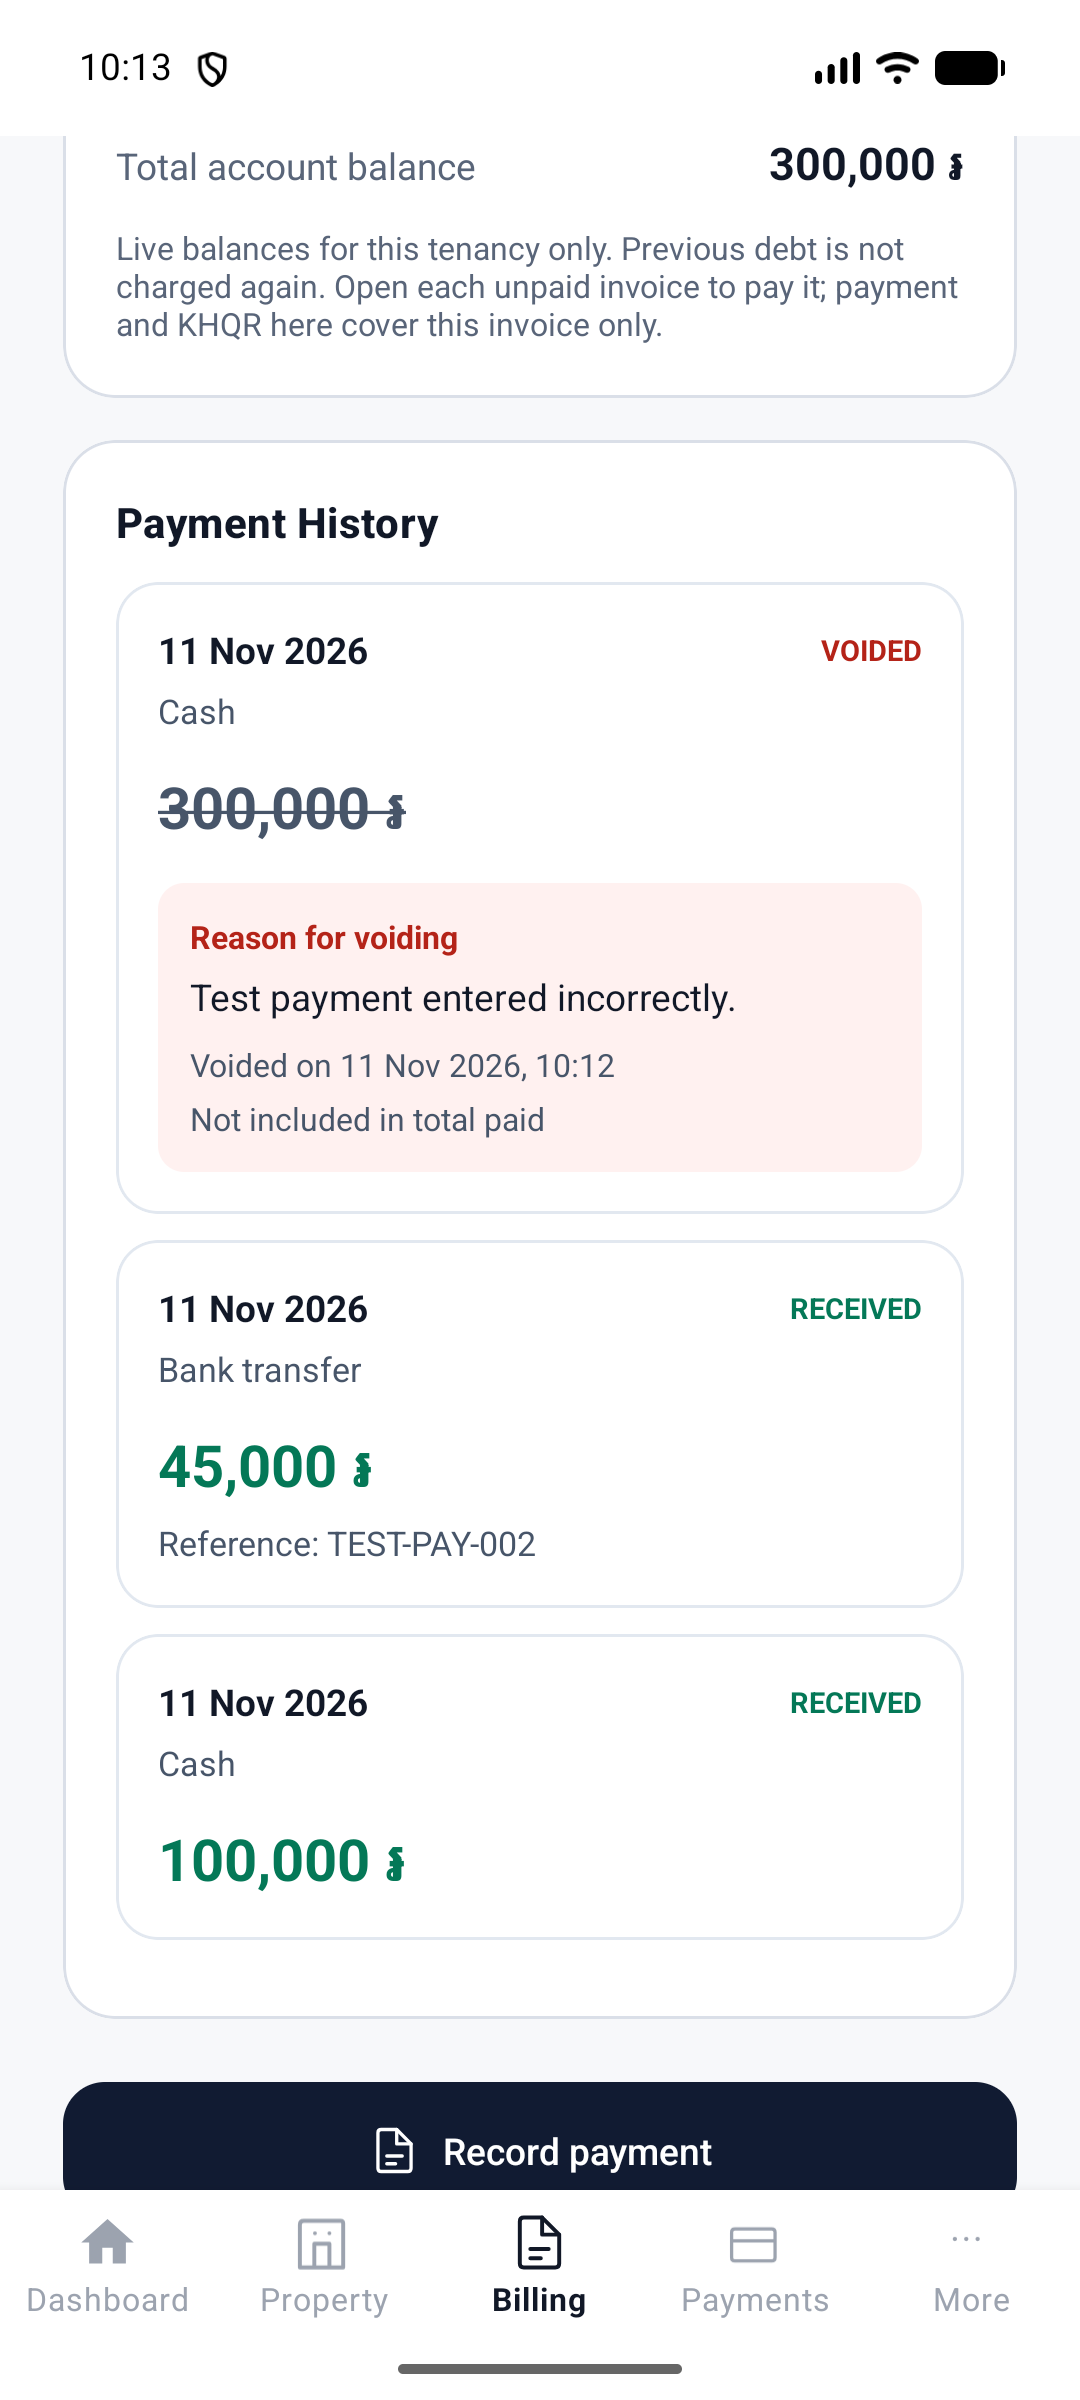 10:13
Total account balance 300,000 ៛
Live balances for this tenancy only. Previous debt is not
charged again. Open each unpaid invoice to pay it; payment
and KHQR here cover this invoice only.
Payment History
11 Nov 2026 VOIDED
Cash
300,000 ៛
Reason for voiding
Test payment entered incorrectly.
Voided on 11 Nov 2026, 10:12
Not included in total paid
11 Nov 2026 RECEIVED
Bank transfer
45,000 ៛
Reference: TEST-PAY-002
11 Nov 2026 RECEIVED
Cash
100,000 ៛
Record payment
Dashboard Property Billing Payments More